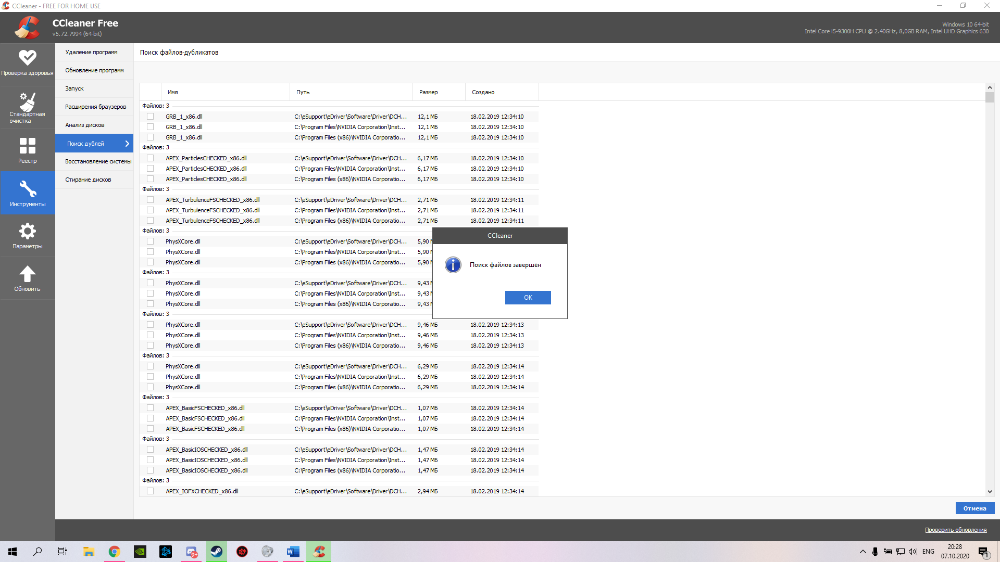 CCleaner - FREE FOR HOME USE
CCleaner Free
v5.72.7994 (64-bit)
Windows 10 64-bit
Intel Core i5-9300H CPU @ 2.40GHz, 8,0GB RAM, Intel UHD Graphics 630
Проверка здоровья
Стандартная
очистка
Реестр
Инструменты
Параметры
Обновить
Удаление программ
Обновление программ
Запуск
Расширения браузеров
Анализ дисков
Поиск дублей
Восстановление системы
Стирание дисков
Поиск файлов-дубликатов
Имя Путь Размер Создано
Файлов: 3
GRB_1_x86.dll C:\eSupport\eDriver\Software\Driver\DCH... 12,1 МБ 18.02.2019 12:34:10
GRB_1_x86.dll C:\Program Files\NVIDIA Corporation\Inst... 12,1 МБ 18.02.2019 12:34:10
GRB_1_x86.dll C:\Program Files (x86)\NVIDIA Corporatio... 12,1 МБ 18.02.2019 12:34:10
Файлов: 3
APEX_ParticlesCHECKED_x86.dll C:\eSupport\eDriver\Software\Driver\DCH... 6,17 МБ 18.02.2019 12:34:10
APEX_ParticlesCHECKED_x86.dll C:\Program Files\NVIDIA Corporation\Inst... 6,17 МБ 18.02.2019 12:34:10
APEX_ParticlesCHECKED_x86.dll C:\Program Files (x86)\NVIDIA Corporatio... 6,17 МБ 18.02.2019 12:34:10
Файлов: 3
APEX_TurbulenceFSCHECKED_x86.dll C:\eSupport\eDriver\Software\Driver\DCH... 2,71 МБ 18.02.2019 12:34:11
APEX_TurbulenceFSCHECKED_x86.dll C:\Program Files\NVIDIA Corporation\Inst... 2,71 МБ 18.02.2019 12:34:11
APEX_TurbulenceFSCHECKED_x86.dll C:\Program Files (x86)\NVIDIA Corporatio... 2,71 МБ 18.02.2019 12:34:11
Файлов: 3
PhysXCore.dll C:\eSupport\eDriver\Software\Driver\DCH... 5,90
PhysXCore.dll C:\Program Files\NVIDIA Corporation\Inst... 5,90
PhysXCore.dll C:\Program Files (x86)\NVIDIA Corporatio... 5,90
Файлов: 3
PhysXCore.dll C:\eSupport\eDriver\Software\Driver\DCH... 9,43
PhysXCore.dll C:\Program Files\NVIDIA Corporation\Inst... 9,43
PhysXCore.dll C:\Program Files (x86)\NVIDIA Corporatio... 9,43
Файлов: 3
PhysXCore.dll C:\eSupport\eDriver\Software\Driver\DCH... 9,46 МБ 18.02.2019 12:34:13
PhysXCore.dll C:\Program Files\NVIDIA Corporation\Inst... 9,46 МБ 18.02.2019 12:34:13
PhysXCore.dll C:\Program Files (x86)\NVIDIA Corporatio... 9,46 МБ 18.02.2019 12:34:13
Файлов: 3
PhysXCore.dll C:\eSupport\eDriver\Software\Driver\DCH... 6,29 МБ 18.02.2019 12:34:14
PhysXCore.dll C:\Program Files\NVIDIA Corporation\Inst... 6,29 МБ 18.02.2019 12:34:14
PhysXCore.dll C:\Program Files (x86)\NVIDIA Corporatio... 6,29 МБ 18.02.2019 12:34:14
Файлов: 3
APEX_BasicFSCHECKED_x86.dll C:\eSupport\eDriver\Software\Driver\DCH... 1,07 МБ 18.02.2019 12:34:14
APEX_BasicFSCHECKED_x86.dll C:\Program Files\NVIDIA Corporation\Inst... 1,07 МБ 18.02.2019 12:34:14
APEX_BasicFSCHECKED_x86.dll C:\Program Files (x86)\NVIDIA Corporatio... 1,07 МБ 18.02.2019 12:34:14
Файлов: 3
APEX_BasicIOSCHECKED_x86.dll C:\eSupport\eDriver\Software\Driver\DCH... 1,47 МБ 18.02.2019 12:34:14
APEX_BasicIOSCHECKED_x86.dll C:\Program Files\NVIDIA Corporation\Inst... 1,47 МБ 18.02.2019 12:34:14
APEX_BasicIOSCHECKED_x86.dll C:\Program Files (x86)\NVIDIA Corporatio... 1,47 МБ 18.02.2019 12:34:14
Файлов: 3
APEX_IOFXCHECKED_x86.dll C:\eSupport\eDriver\Software\Driver\DCH... 2,94 МБ 18.02.2019 12:34:14
CCleaner
Поиск файлов завершён
ОК
Отмена
Проверить обновления
9+
W
ENG
20:28
07.10.2020
1